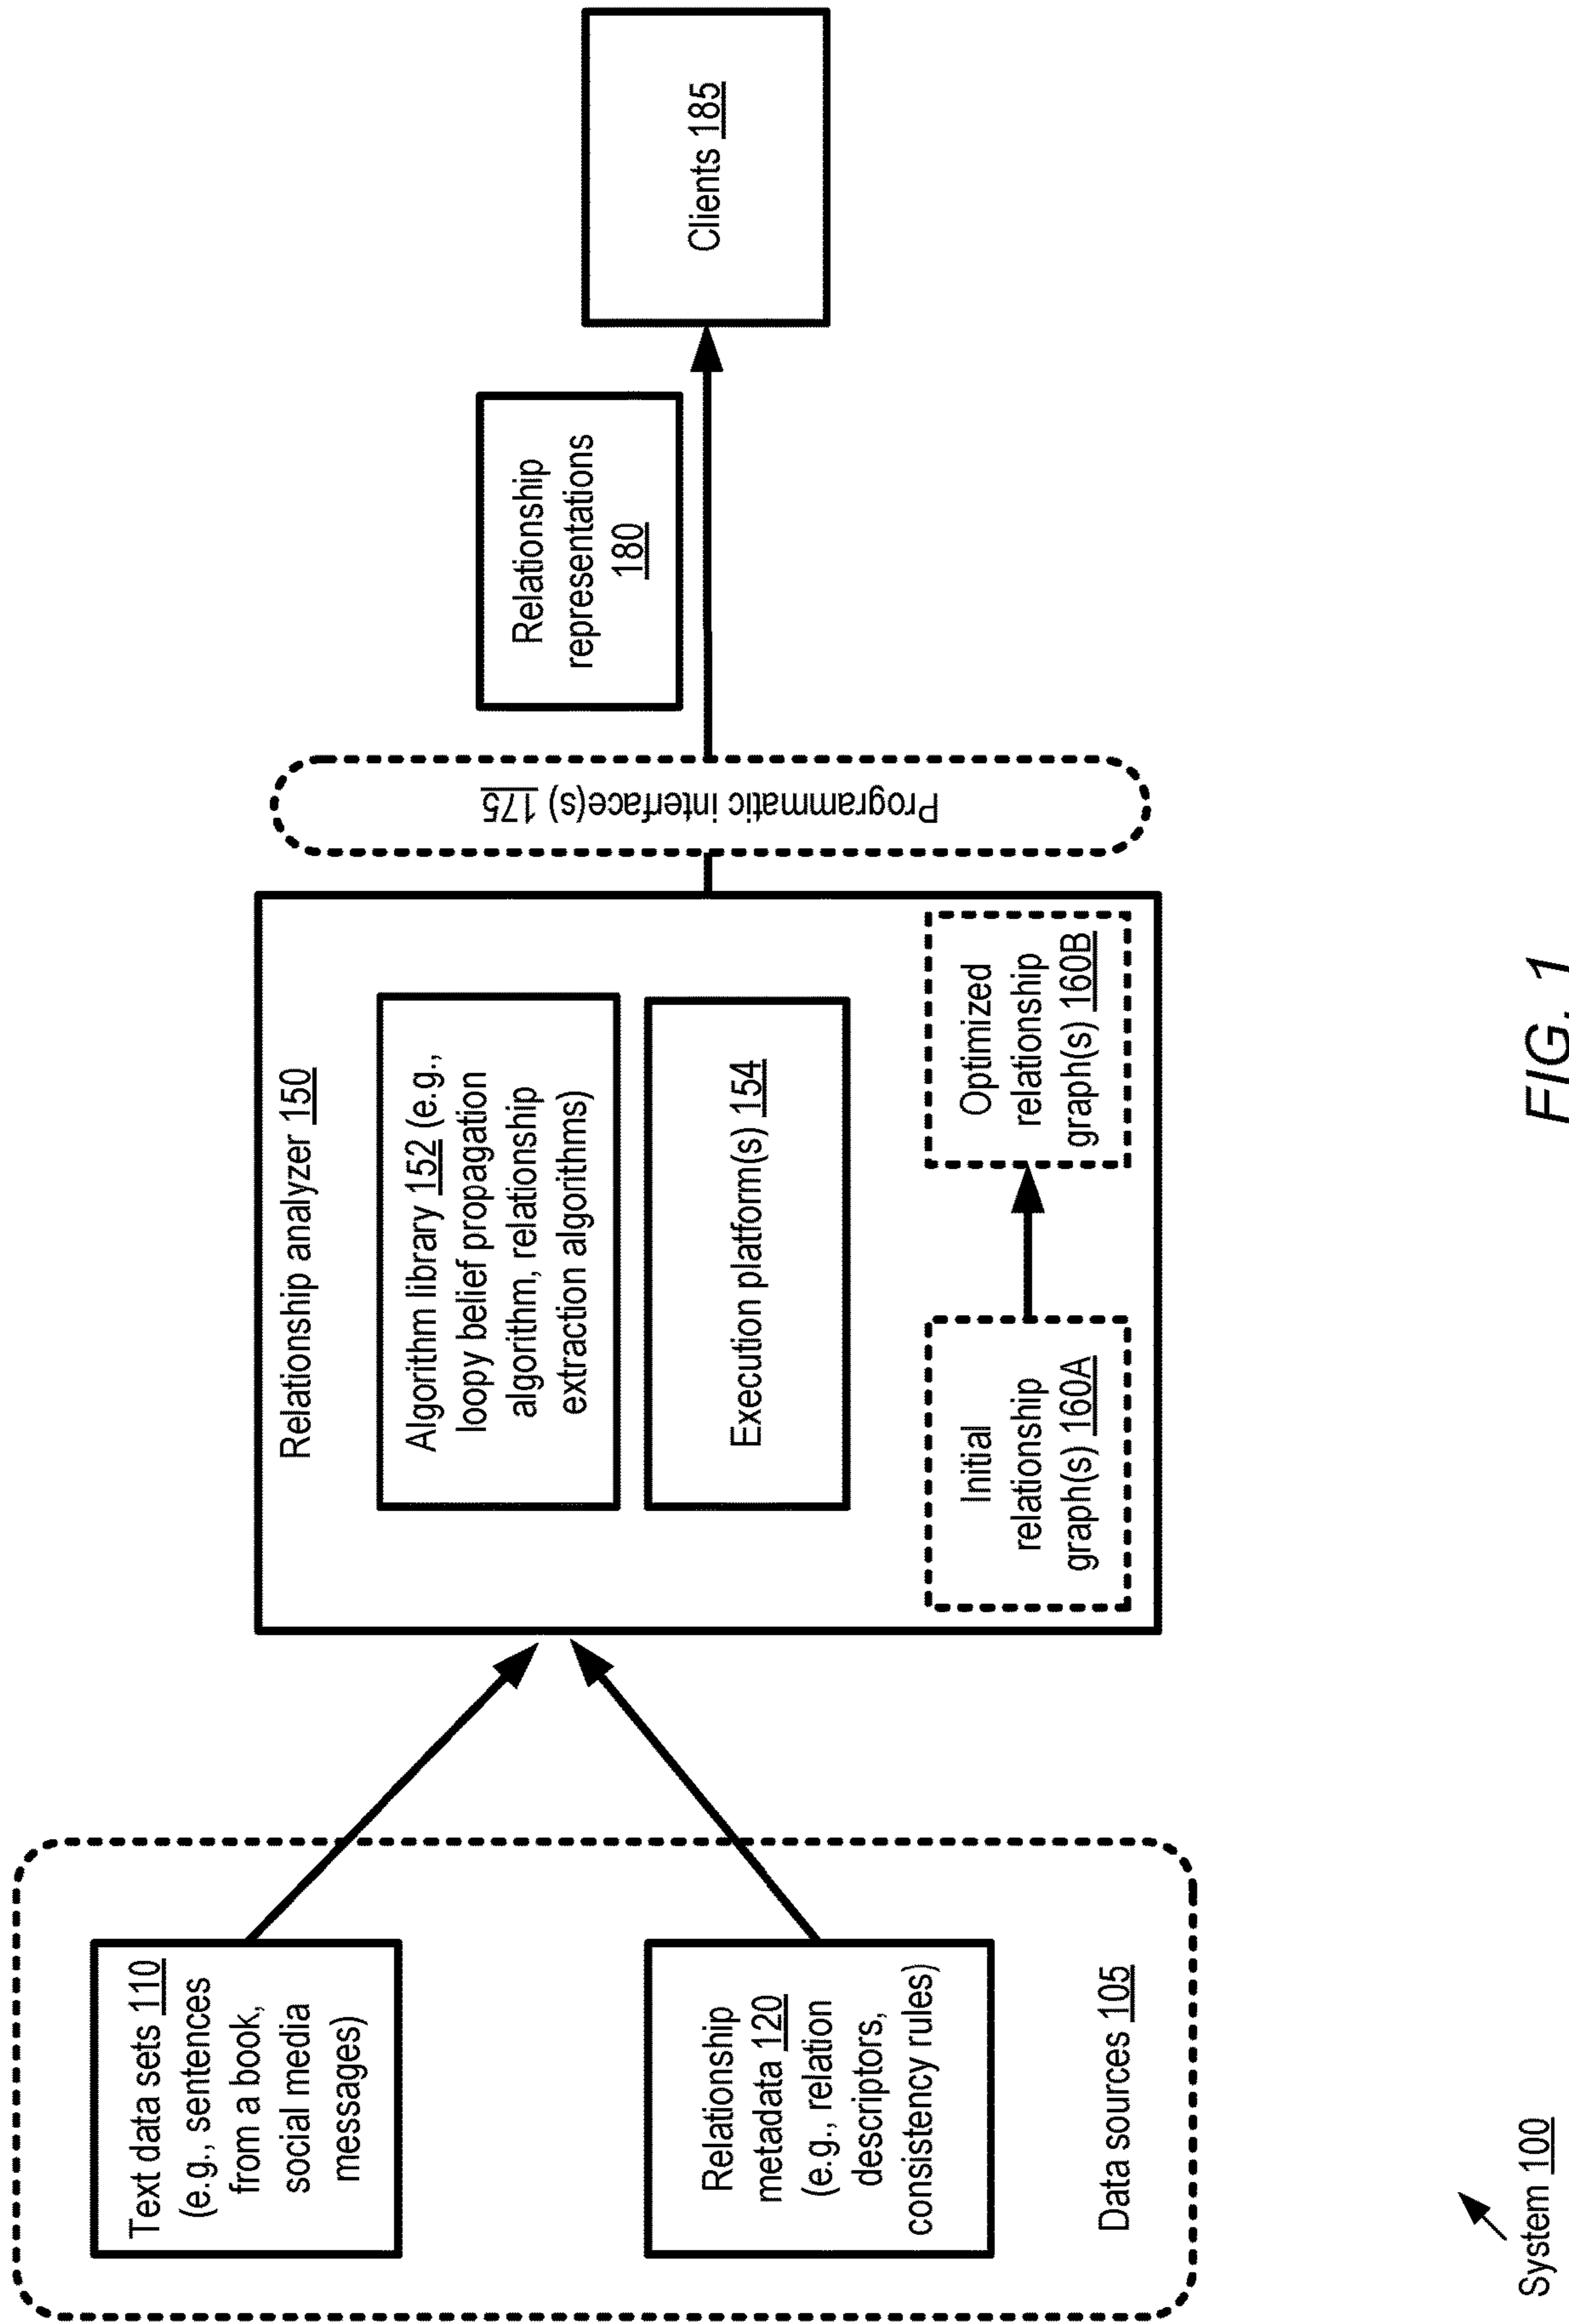 Text data sets 110
(e.g., sentences
from a book,
social media
messages)
Relationship
metadata 120
(e.g., relation
descriptors,
consistency rules)
Data sources 105
Relationship analyzer 150
Algorithm library 152 (e.g.,
loopy belief propagation
algorithm, relationship
extraction algorithms)
Execution platform(s) 154
Initial
relationship
graph(s) 160A
Optimized
relationship
graph(s) 160B
Programmatic interface(s) 175
Relationship
representations
180
Clients 185
System 100
FIG. 1